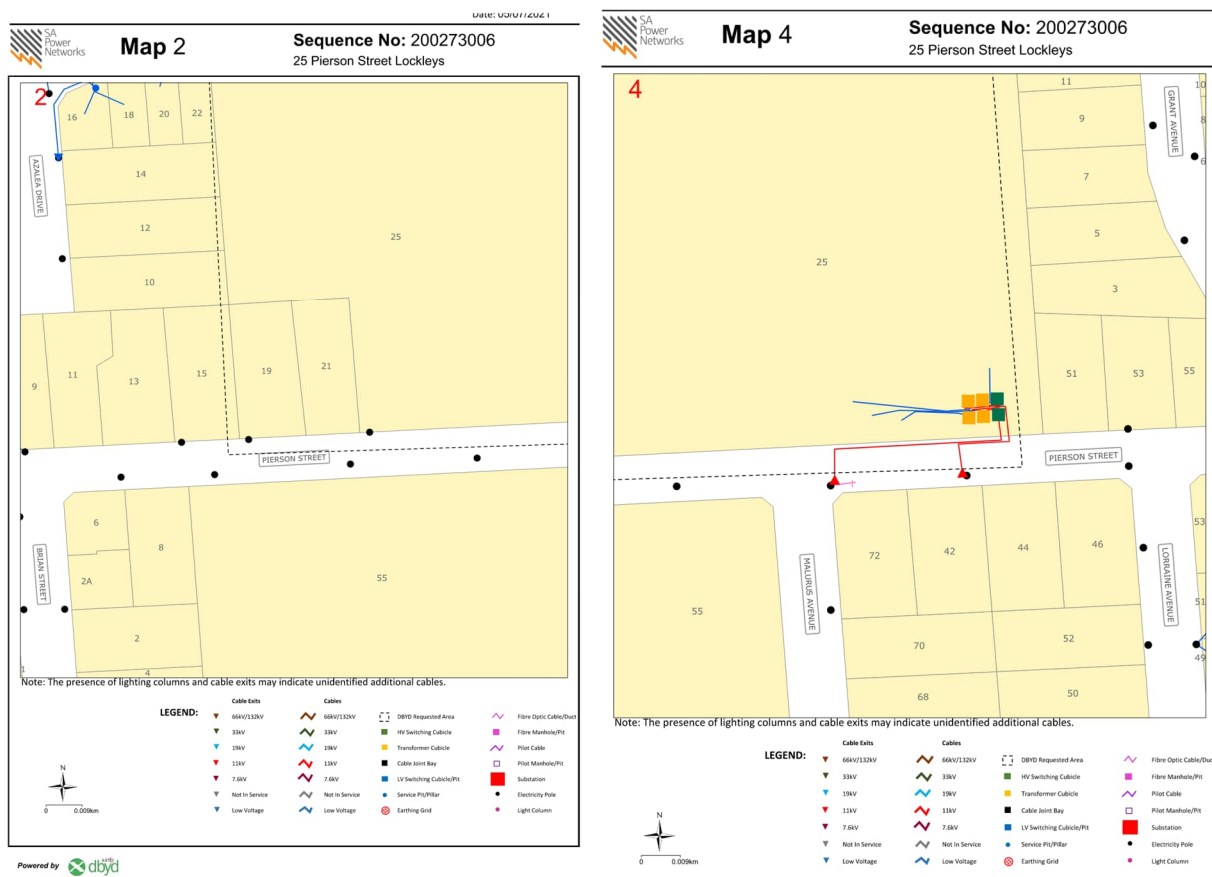 Date: 05/07/2021
SA
Power
Networks
Map 2
Sequence No: 200273006
25 Pierson Street Lockleys
2
16
18
20
22
AZALEA DRIVE
14
12
25
10
9
11
13
15
19
21
PIERSON STREET
6
8
BRIAN STREET
2A
55
2
4
Note: The presence of lighting columns and cable exits may indicate unidentified additional cables.
LEGEND:
Cable Exits
Cables
66kV/132kV
66kV/132kV
DBYD Requested Area
Fibre Optic Cable/Duct
33kV
33kV
HV Switching Cubicle
Fibre Manhole/Pit
19kV
19kV
Transformer Cubicle
Pilot Cable
11kV
11kV
Cable Joint Bay
Pilot Manhole/Pit
7.6kV
7.6kV
LV Switching Cubicle/Pit
Substation
Not In Service
Not In Service
Service Pit/Pillar
Electricity Pole
Low Voltage
Low Voltage
Earthing Grid
Light Column
N
0 0.009km
Powered by dbyd
SA
Power
Networks
Map 4
Sequence No: 200273006
25 Pierson Street Lockleys
4
11
10
9
GRANT AVENUE
8
7
6
5
25
3
51
53
55
PIERSON STREET
72
42
44
46
53
MALURUS AVENUE
LORRAINE AVENUE
55
51
70
52
49
68
50
Note: The presence of lighting columns and cable exits may indicate unidentified additional cables.
LEGEND:
Cable Exits
Cables
66kV/132kV
66kV/132kV
DBYD Requested Area
Fibre Optic Cable/Duc
33kV
33kV
HV Switching Cubicle
Fibre Manhole/Pit
19kV
19kV
Transformer Cubicle
Pilot Cable
11kV
11kV
Cable Joint Bay
Pilot Manhole/Pit
7.6kV
7.6kV
LV Switching Cubicle/Pit
Substation
Not In Service
Not In Service
Service Pit/Pillar
Electricity Pole
Low Voltage
Low Voltage
Earthing Grid
Light Column
N
0 0.009km